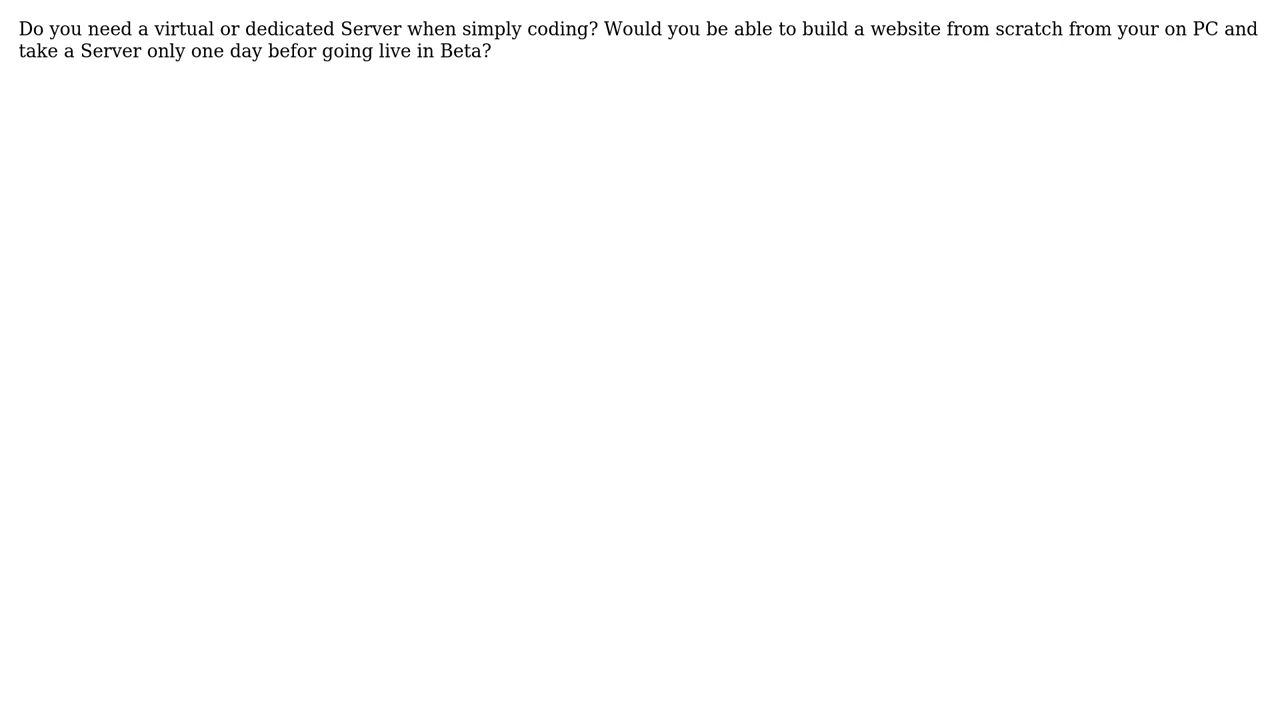 Do you need a virtual or dedicated Server when simply coding? Would you be able to build a website from scratch from your on PC and
take a Server only one day befor going live in Beta?